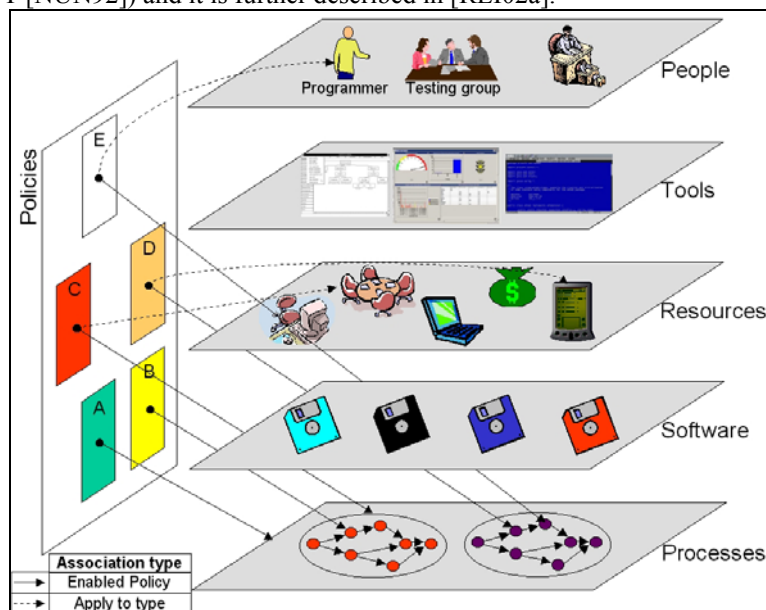 r [NUN92]) and it is further described in [REI02a].
People
Programmer
Testing group
Policies
E
Tools
D
C
$
Resources
B
A
Software
Processes
Association type
Enabled Policy
Apply to type